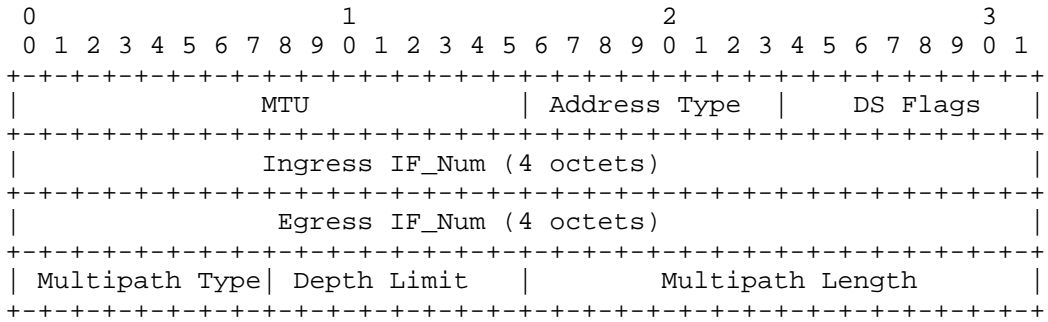 0                   1                   2                   3
 0 1 2 3 4 5 6 7 8 9 0 1 2 3 4 5 6 7 8 9 0 1 2 3 4 5 6 7 8 9 0 1
+-+-+-+-+-+-+-+-+-+-+-+-+-+-+-+-+-+-+-+-+-+-+-+-+-+-+-+-+-+-+-+-+
|               MTU             | Address Type  |    DS Flags   |
+-+-+-+-+-+-+-+-+-+-+-+-+-+-+-+-+-+-+-+-+-+-+-+-+-+-+-+-+-+-+-+-+
|               Ingress IF_Num (4 octets)                       |
+-+-+-+-+-+-+-+-+-+-+-+-+-+-+-+-+-+-+-+-+-+-+-+-+-+-+-+-+-+-+-+-+
|                Egress IF_Num (4 octets)                       |
+-+-+-+-+-+-+-+-+-+-+-+-+-+-+-+-+-+-+-+-+-+-+-+-+-+-+-+-+-+-+-+-+
| Multipath Type| Depth Limit   |        Multipath Length       |
+-+-+-+-+-+-+-+-+-+-+-+-+-+-+-+-+-+-+-+-+-+-+-+-+-+-+-+-+-+-+-+-+